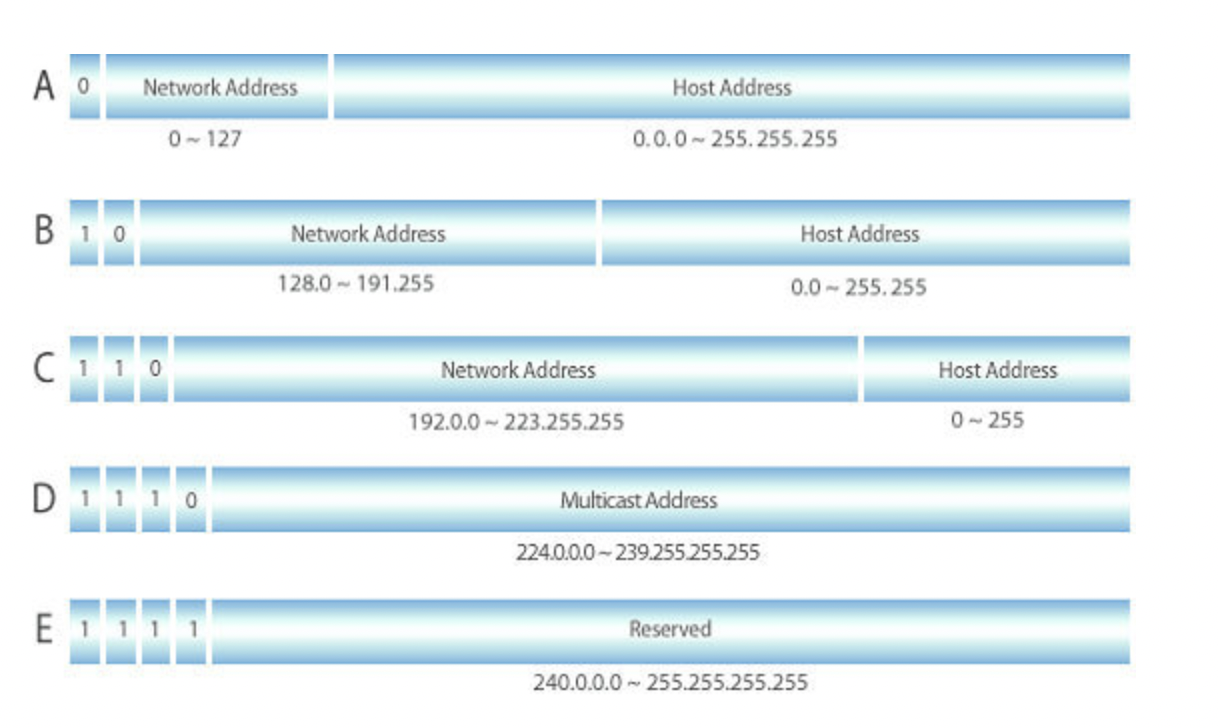 A 0 Network Address Host Address
0 ~ 127 0.0.0 ~ 255.255.255
B 1 0 Network Address Host Address
128.0 ~ 191.255 0.0 ~ 255.255
C 1 1 0 Network Address Host Address
192.0.0 ~ 223.255.255 0 ~ 255
D 1 1 1 0 Multicast Address
224.0.0.0 ~ 239.255.255.255
E 1 1 1 1 Reserved
240.0.0.0 ~ 255.255.255.255